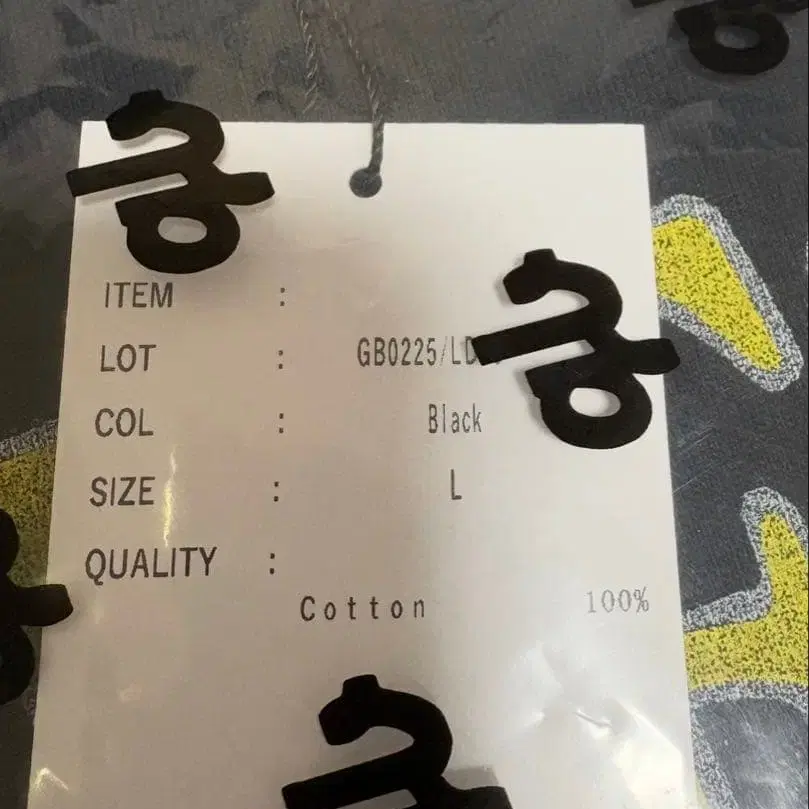 ITEM :
LOT : GB0225/LD
COL : Black
SIZE : L
QUALITY :
Cotton 100%